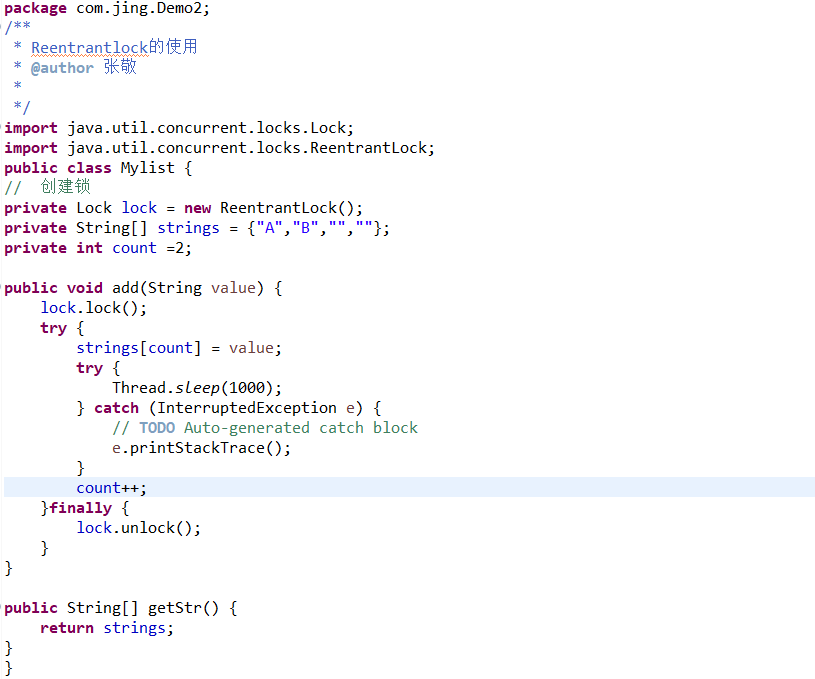 package com.jing.Demo2;
/**
 * Reentrantlock的使用
 * @author 张敬
 *
 */
import java.util.concurrent.locks.Lock;
import java.util.concurrent.locks.ReentrantLock;
public class Mylist {
//  创建锁
private Lock lock = new ReentrantLock();
private String[] strings = {"A","B","",""};
private int count =2;

public void add(String value) {
    lock.lock();
    try {
        strings[count] = value;
        try {
            Thread.sleep(1000);
        } catch (InterruptedException e) {
            // TODO Auto-generated catch block
            e.printStackTrace();
        }
        count++;
    }finally {
        lock.unlock();
    }
}

public String[] getStr() {
    return strings;
}
}